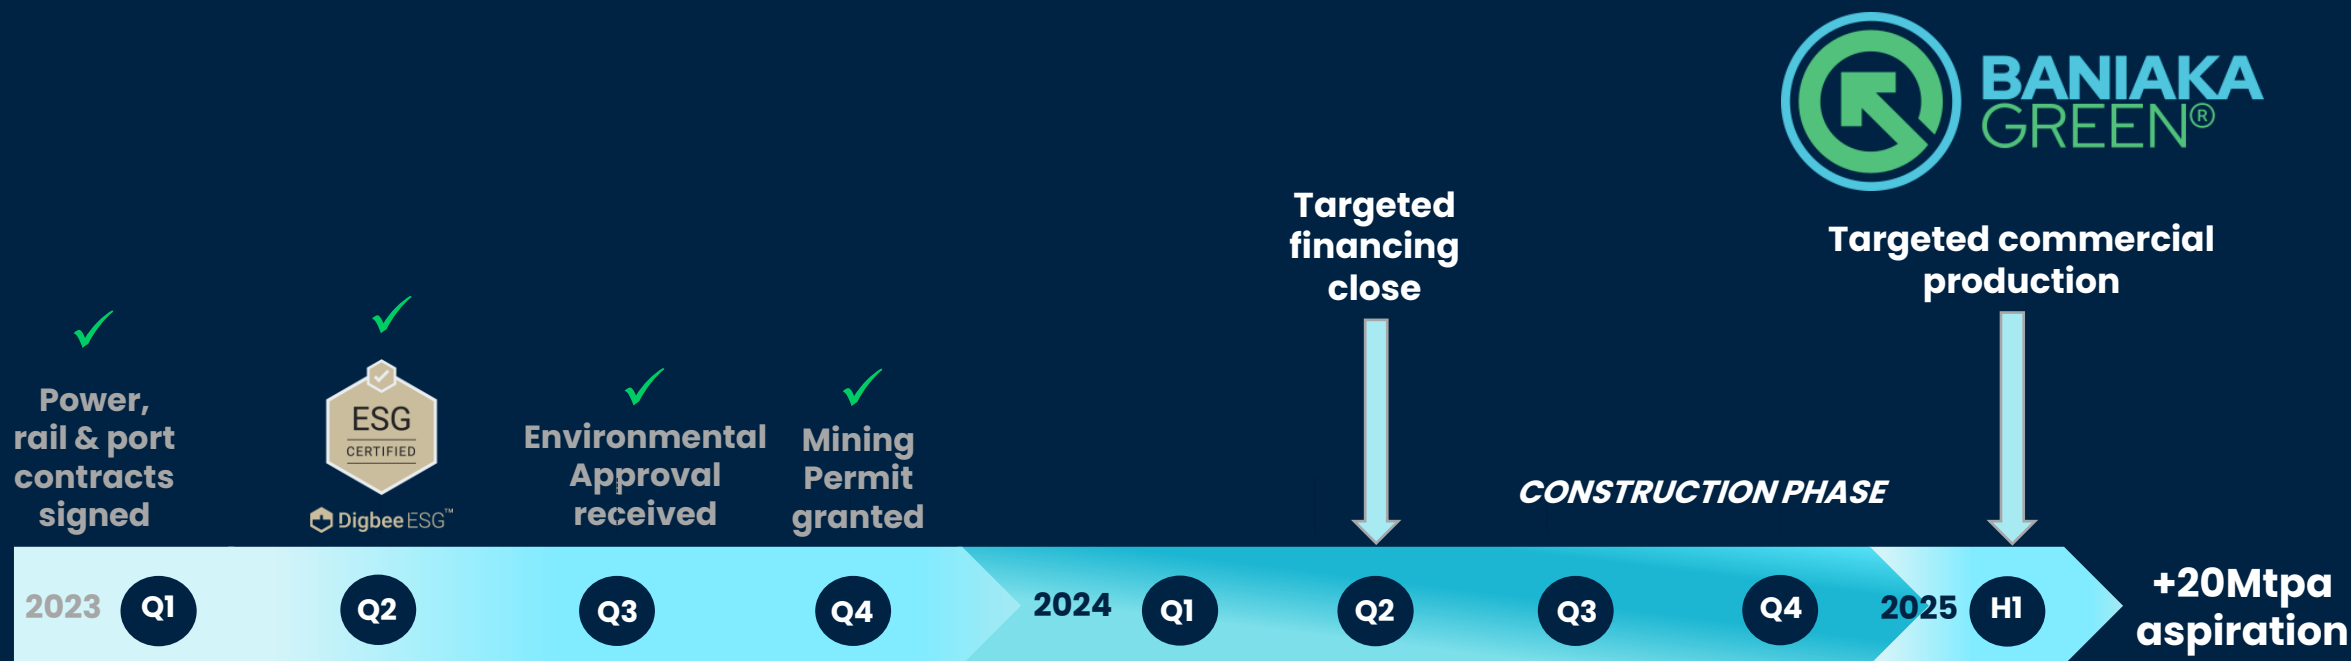 BANIAKA
GREEN®
Targeted
financing
close
Targeted commercial
production
Power,
rail & port
contracts
signed
ESG
CERTIFIED
Digbee ESG™
Environmental
Approval
received
Mining
Permit
granted
CONSTRUCTION PHASE
2023 Q1 Q2 Q3 Q4 2024 Q1 Q2 Q3 Q4 2025 H1
+20Mtpa
aspiration